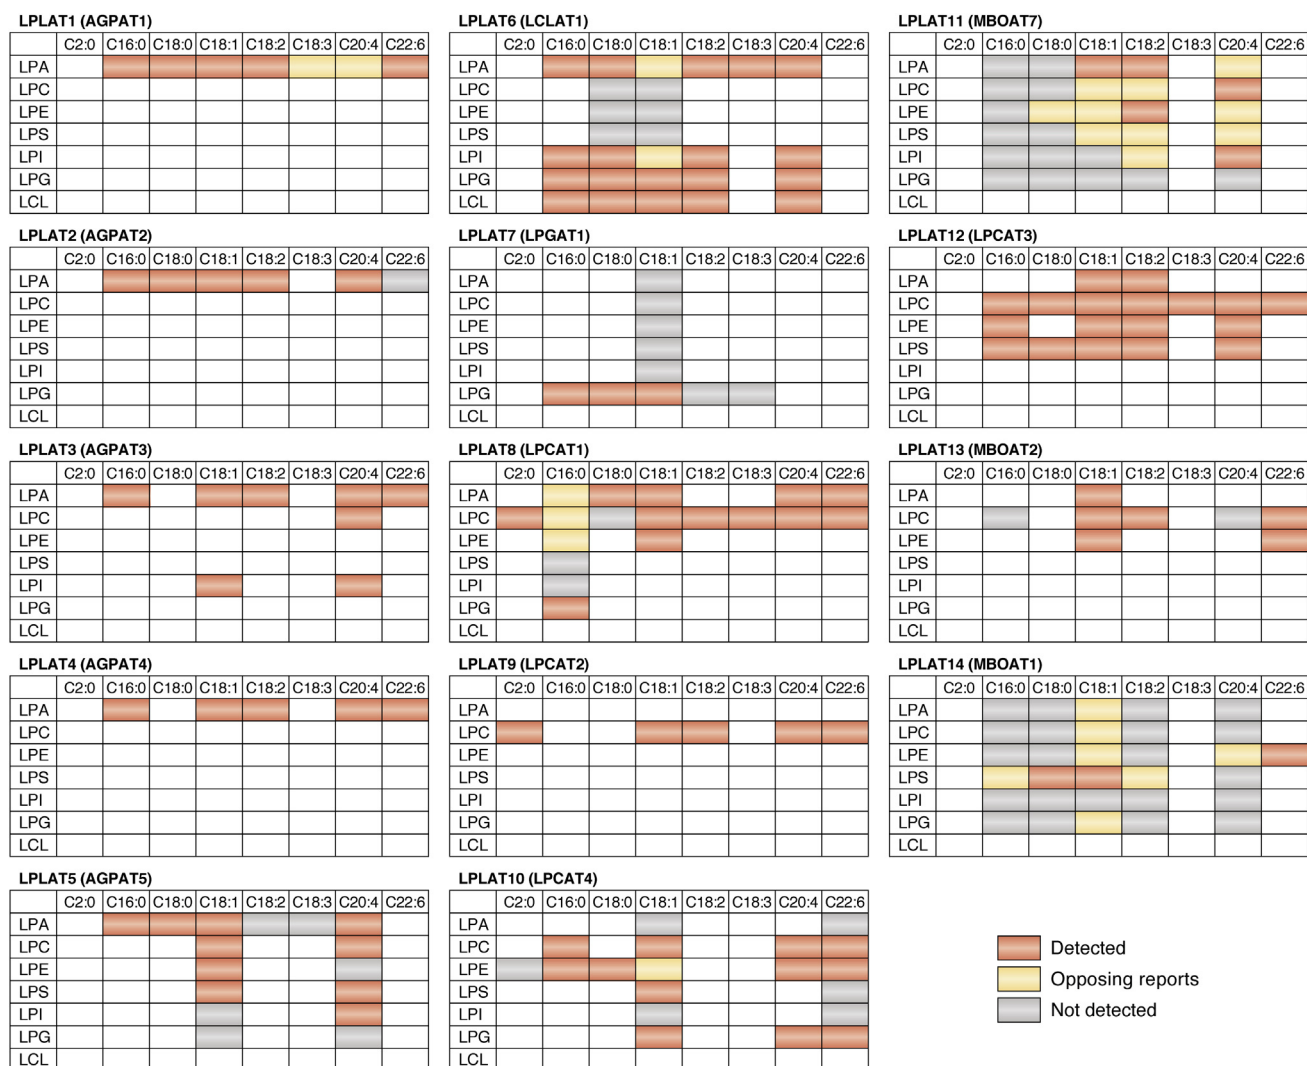 LPLAT1 (AGPAT1)
C2:0 C16:0 C18:0 C18:1 C18:2 C18:3 C20:4 C22:6
LPA
LPC
LPE
LPS
LPI
LPG
LCL
LPLAT2 (AGPAT2)
C2:0 C16:0 C18:0 C18:1 C18:2 C18:3 C20:4 C22:6
LPA
LPC
LPE
LPS
LPI
LPG
LCL
LPLAT3 (AGPAT3)
C2:0 C16:0 C18:0 C18:1 C18:2 C18:3 C20:4 C22:6
LPA
LPC
LPE
LPS
LPI
LPG
LCL
LPLAT4 (AGPAT4)
C2:0 C16:0 C18:0 C18:1 C18:2 C18:3 C20:4 C22:6
LPA
LPC
LPE
LPS
LPI
LPG
LCL
LPLAT5 (AGPAT5)
C2:0 C16:0 C18:0 C18:1 C18:2 C18:3 C20:4 C22:6
LPA
LPC
LPE
LPS
LPI
LPG
LCL
LPLAT6 (LCLAT1)
C2:0 C16:0 C18:0 C18:1 C18:2 C18:3 C20:4 C22:6
LPA
LPC
LPE
LPS
LPI
LPG
LCL
LPLAT7 (LPGAT1)
C2:0 C16:0 C18:0 C18:1 C18:2 C18:3 C20:4 C22:6
LPA
LPC
LPE
LPS
LPI
LPG
LCL
LPLAT8 (LPCAT1)
C2:0 C16:0 C18:0 C18:1 C18:2 C18:3 C20:4 C22:6
LPA
LPC
LPE
LPS
LPI
LPG
LCL
LPLAT9 (LPCAT2)
C2:0 C16:0 C18:0 C18:1 C18:2 C18:3 C20:4 C22:6
LPA
LPC
LPE
LPS
LPI
LPG
LCL
LPLAT10 (LPCAT4)
C2:0 C16:0 C18:0 C18:1 C18:2 C18:3 C20:4 C22:6
LPA
LPC
LPE
LPS
LPI
LPG
LCL
LPLAT11 (MBOAT7)
C2:0 C16:0 C18:0 C18:1 C18:2 C18:3 C20:4 C22:6
LPA
LPC
LPE
LPS
LPI
LPG
LCL
LPLAT12 (LPCAT3)
C2:0 C16:0 C18:0 C18:1 C18:2 C18:3 C20:4 C22:6
LPA
LPC
LPE
LPS
LPI
LPG
LCL
LPLAT13 (MBOAT2)
C2:0 C16:0 C18:0 C18:1 C18:2 C18:3 C20:4 C22:6
LPA
LPC
LPE
LPS
LPI
LPG
LCL
LPLAT14 (MBOAT1)
C2:0 C16:0 C18:0 C18:1 C18:2 C18:3 C20:4 C22:6
LPA
LPC
LPE
LPS
LPI
LPG
LCL
Detected
Opposing reports
Not detected